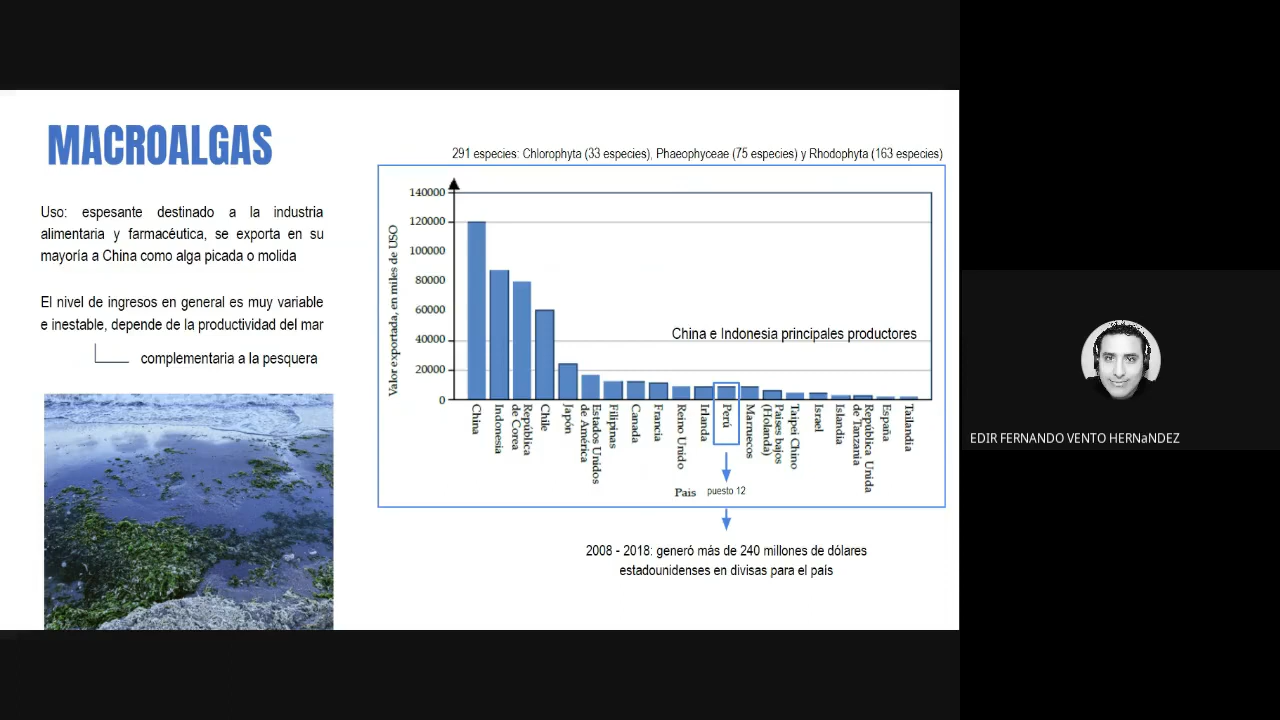 MACROALGAS
Uso: espesante destinado a la industria
alimentaria y farmacéutica, se exporta en su
mayoría a China como alga picada o molida
El nivel de ingresos en general es muy variable
e inestable, depende de la productividad del mar
complementaria a la pesquera
291 especies: Chlorophyta (33 especies), Phaeophyceae (75 especies) y Rhodophyta (163 especies)
Valor exportada, en miles de USO
140000
120000
100000
80000
60000
40000
20000
0
China e Indonesia principales productores
China
Indonesia
República
de Corea
Chile
Japón
Estados Unidos
de América
Filipinas
Canada
Francia
Reino Unido
Irlanda
Perú
Marruecos
Países bajos
(Holanda)
Taipei Chino
Israel
Islandia
República Unida
de Tanzania
España
Tailandia
Pais
puesto 12
2008 - 2018: generó más de 240 millones de dólares
estadounidenses en divisas para el país
EDIR FERNANDO VENTO HERNaNDEZ